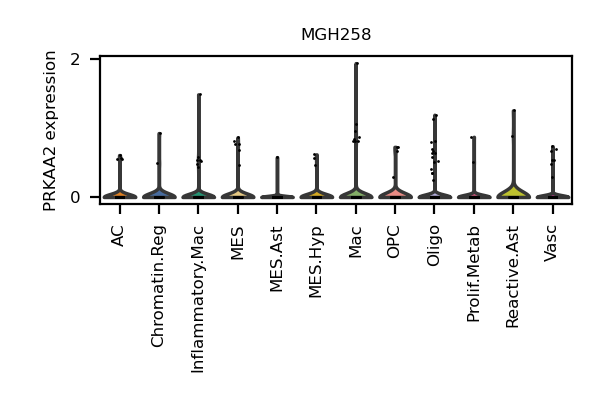 MGH258
PRKAA2 expression
2
0
AC
Chromatin.Reg
Inflammatory.Mac
MES
MES.Ast
MES.Hyp
Mac
OPC
Oligo
Prolif.Metab
Reactive.Ast
Vasc